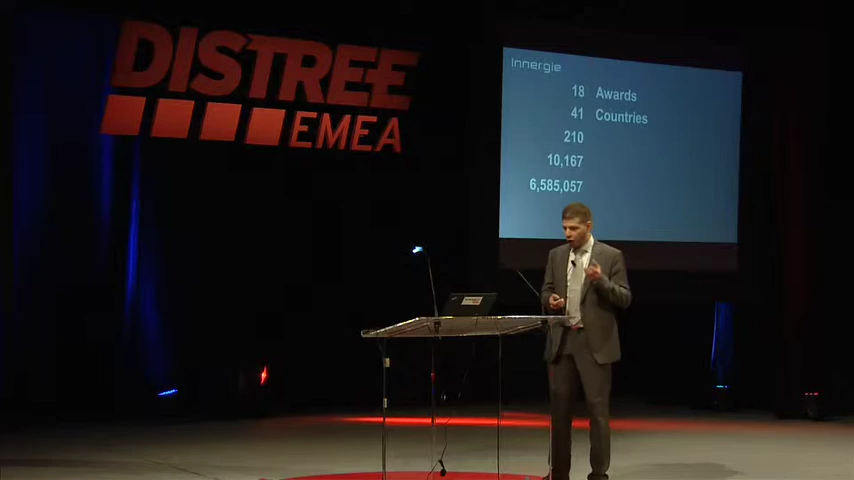 DISTREE
EMEA
Innergie
18 Awards
41 Countries
210
10,167
6,585,057